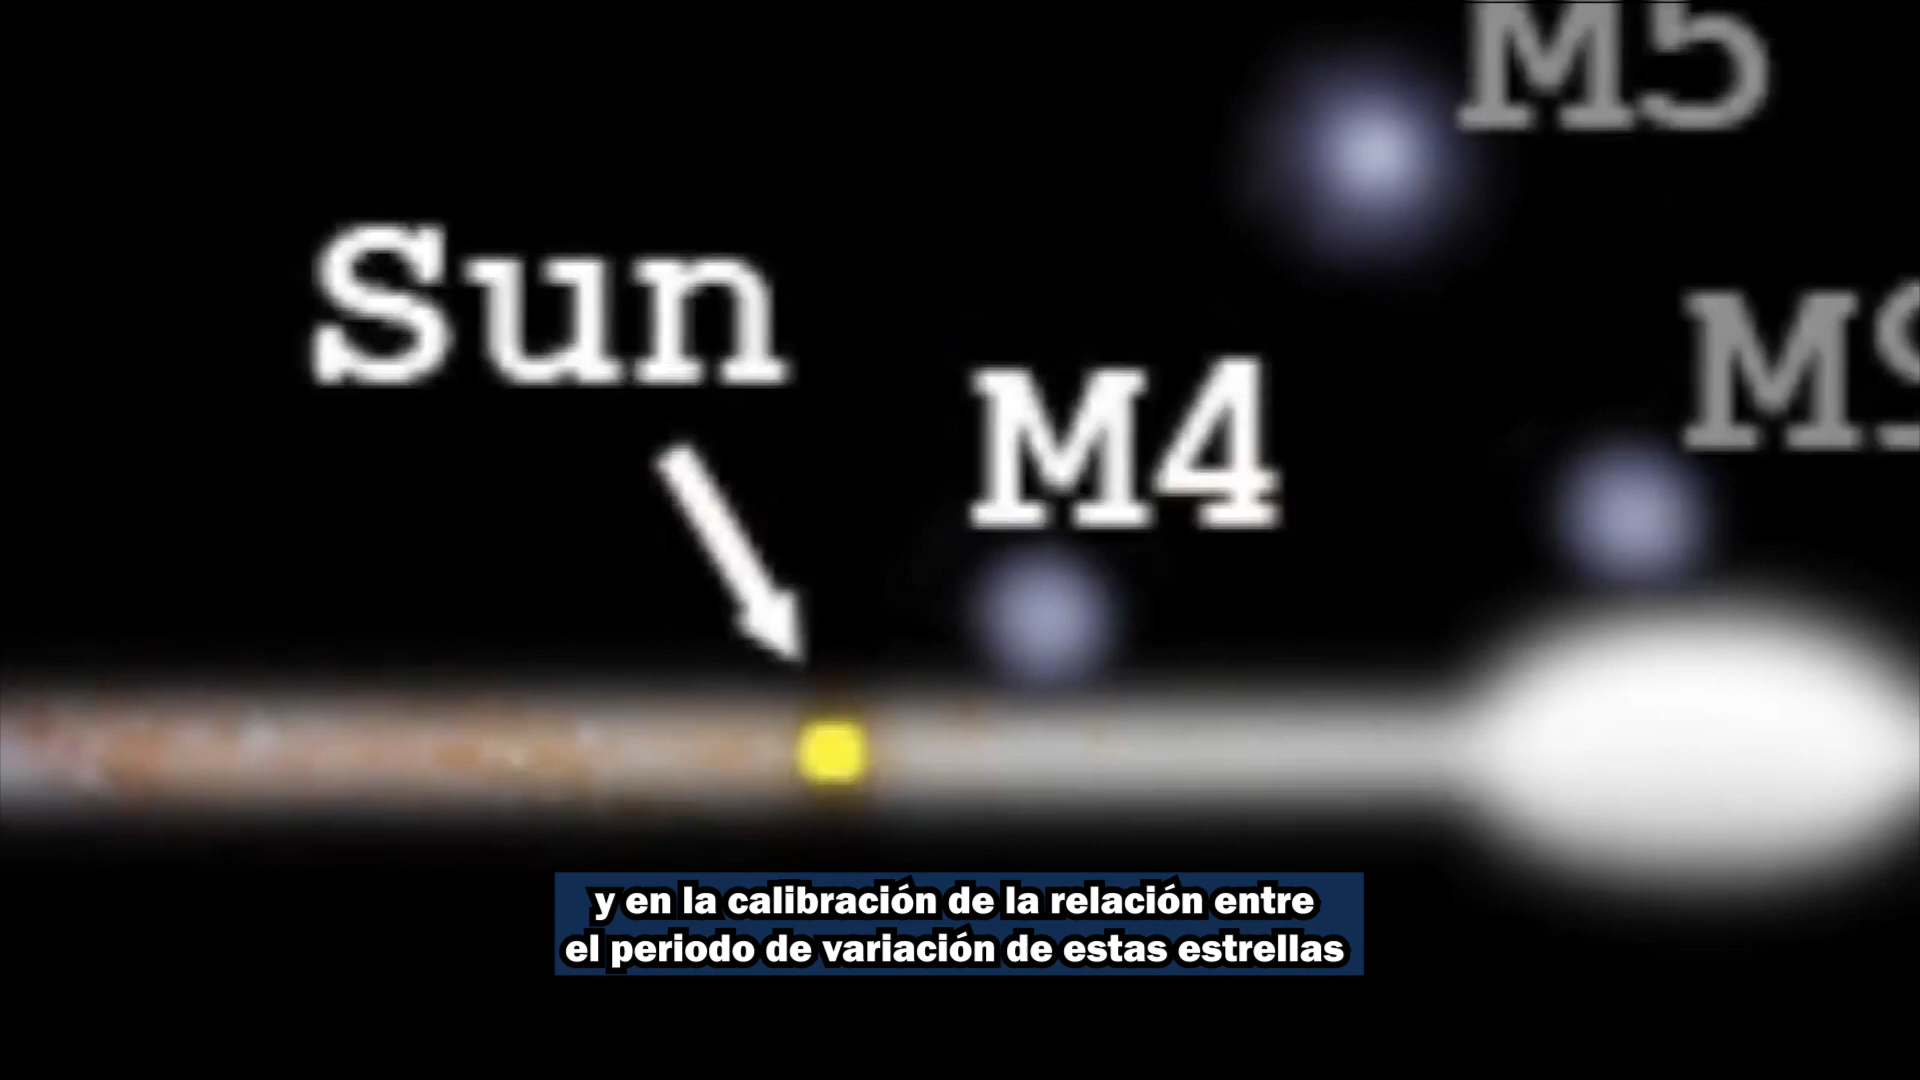 M5
Sun
M4
y en la calibración de la relación entre
el periodo de variación de estas estrellas